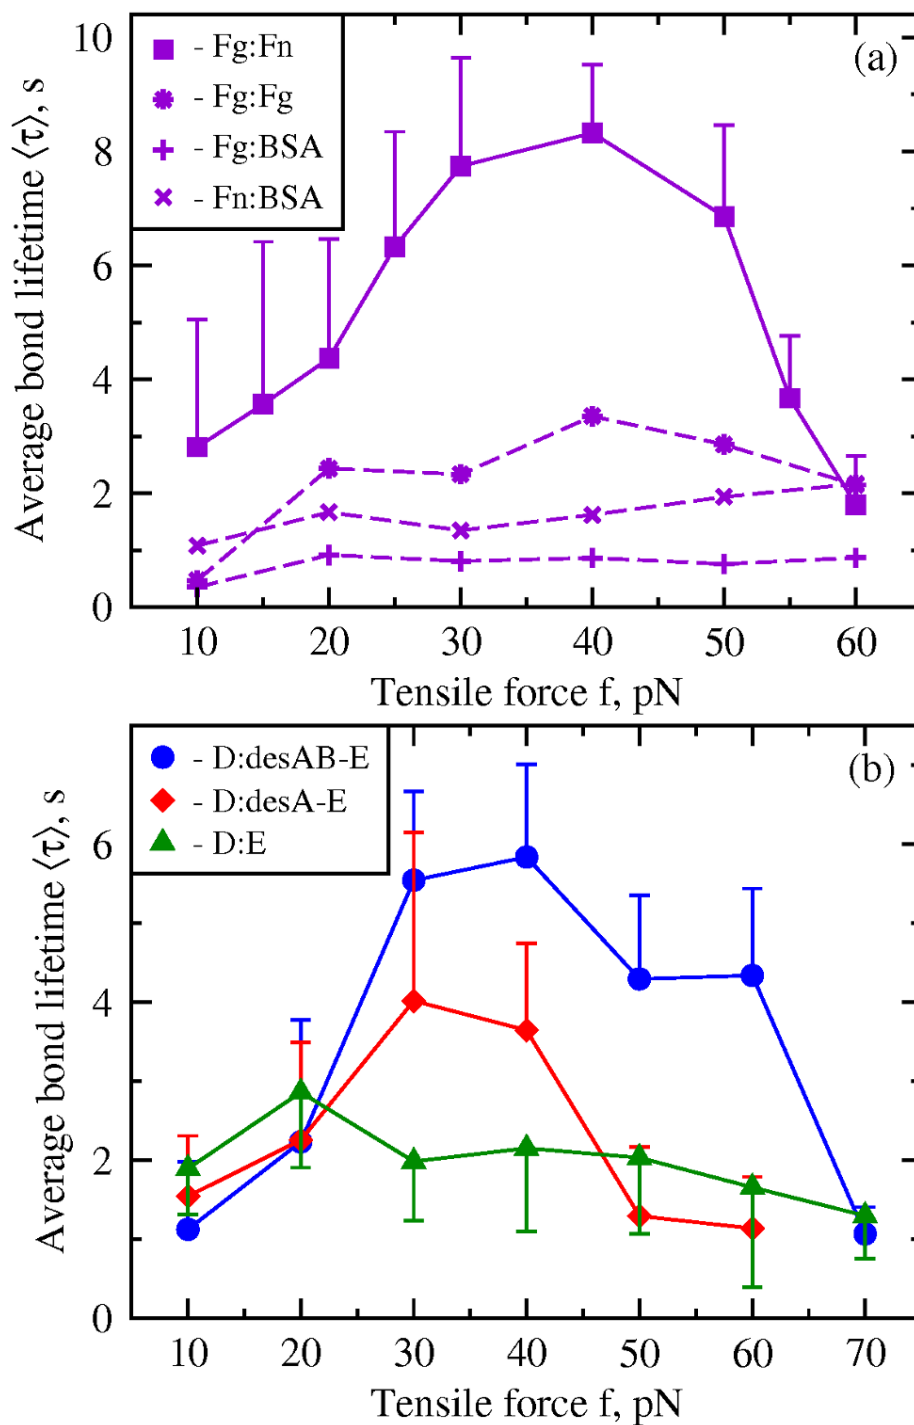 (a)
- Fg:Fn
- Fg:Fg
- Fg:BSA
- Fn:BSA
Average bond lifetime ⟨τ⟩, s
10
8
6
4
2
0
10 20 30 40 50 60
Tensile force f, pN
(b)
- D:desAB-E
- D:desA-E
- D:E
Average bond lifetime ⟨τ⟩, s
6
4
2
0
10 20 30 40 50 60 70
Tensile force f, pN